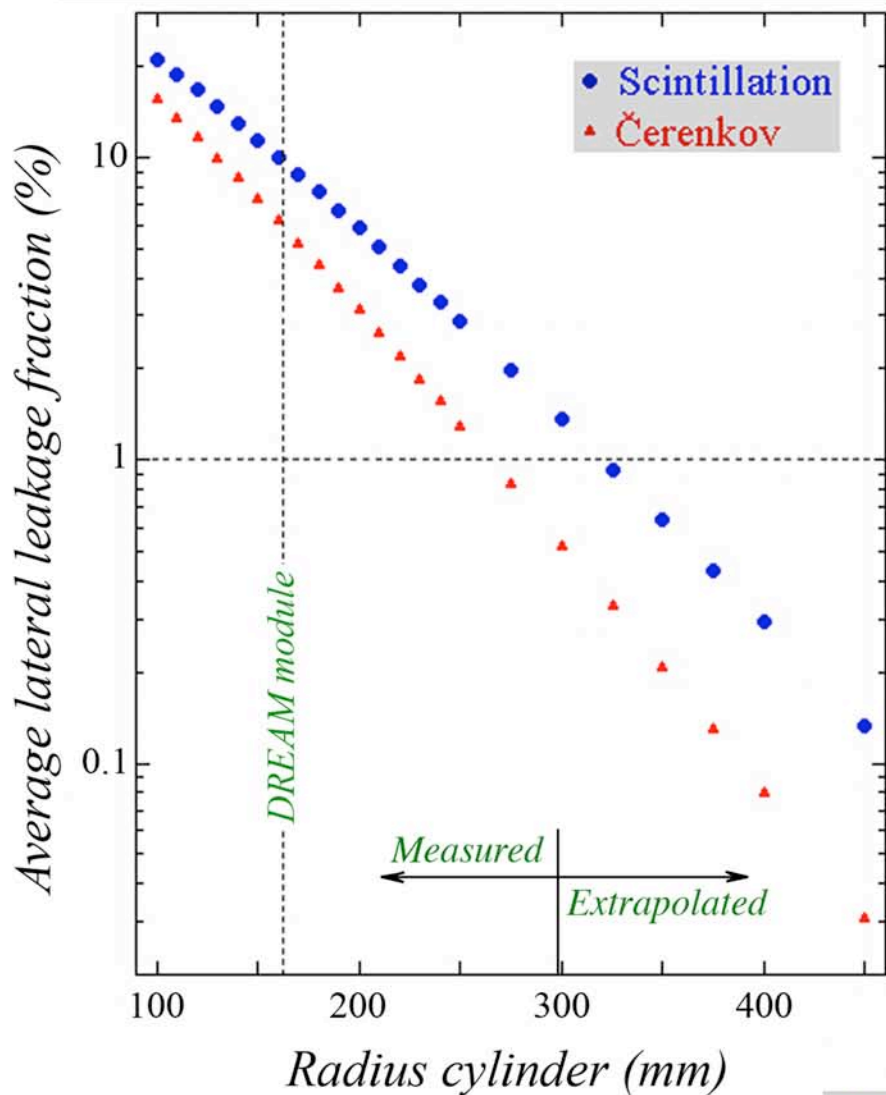 Scintillation
Čerenkov
Average lateral leakage fraction (%)
10
1
0.1
DREAM module
Measured
Extrapolated
100
200
300
400
Radius cylinder (mm)